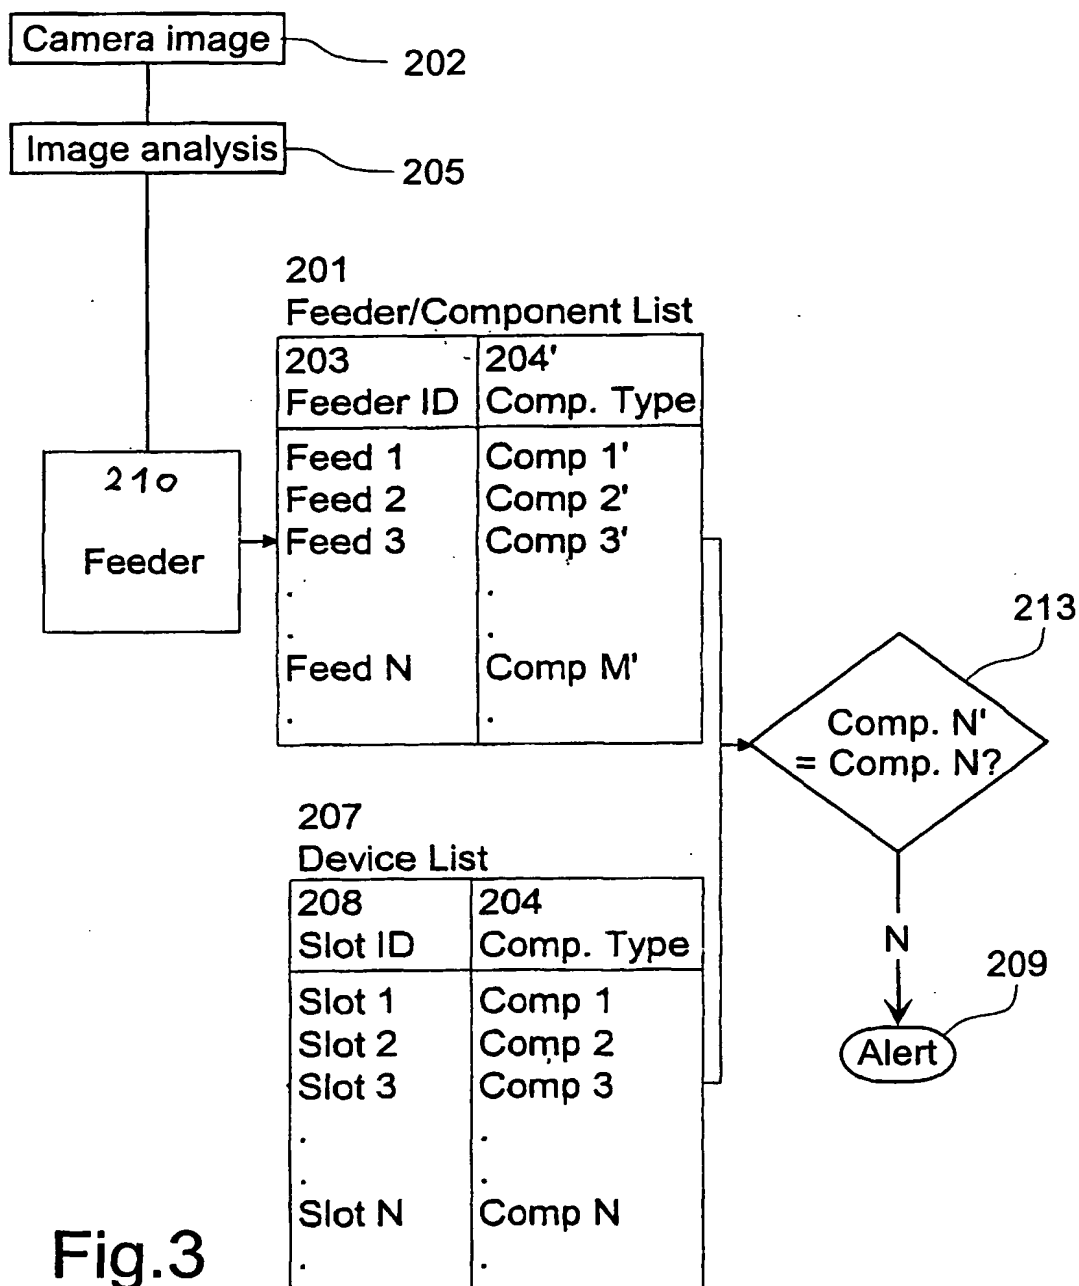 Camera image
202
Image analysis
205
201
Feeder/Component List
203 204'
Feeder ID Comp. Type
Feed 1 Comp 1'
Feed 2 Comp 2'
Feed 3 Comp 3'
. .
. .
Feed N Comp M'
. .
210
Feeder
213
Comp. N'
= Comp. N?
N
209
Alert
207
Device List
208 204
Slot ID Comp. Type
Slot 1 Comp 1
Slot 2 Comp 2
Slot 3 Comp 3
. .
. .
Slot N Comp N
. .
Fig.3